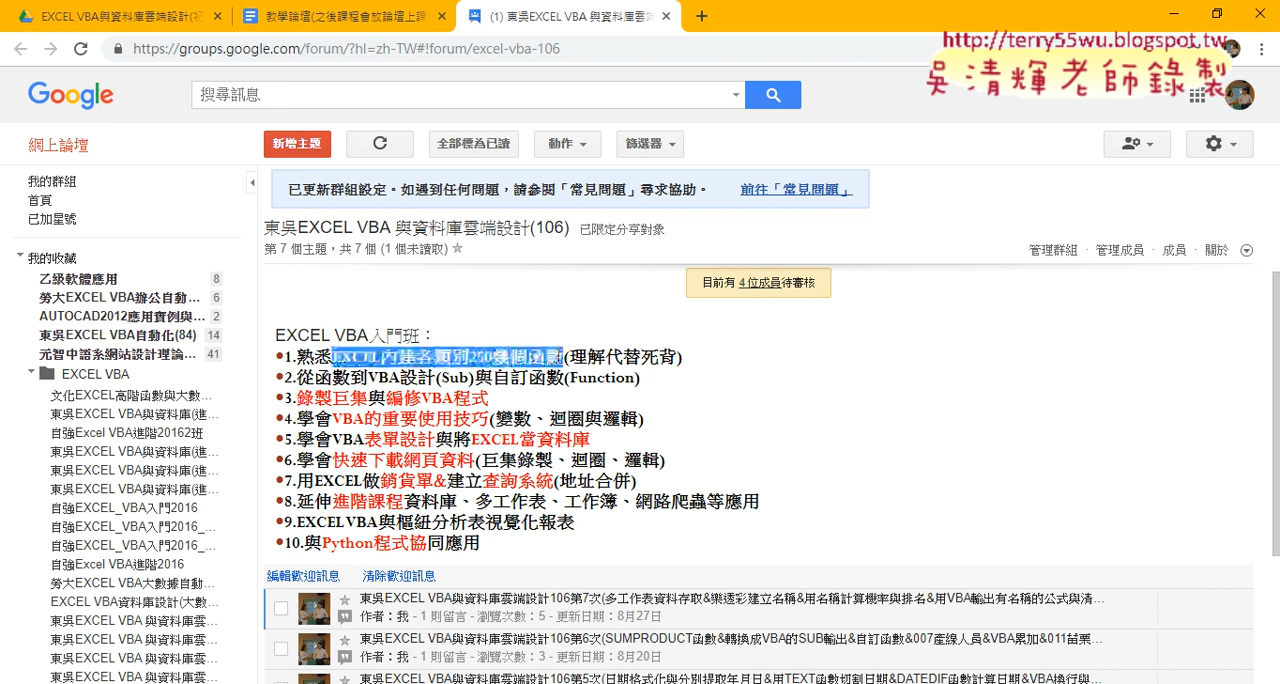 EXCEL VBA與資料庫雲端設計(初
教學論壇(之後課程會放論壇上課
(1) 東吳EXCEL VBA 與資料庫雲端
https://groups.google.com/forum/?hl=zh-TW#!forum/excel-vba-106
http://terry55wu.blogspot.tw
吳清輝老師錄製
Google
搜尋訊息
網上論壇
新增主題
全部標為已讀
動作
篩選器
我的群組
首頁
已加星號
已更新群組設定。如遇到任何問題,請參閱「常見問題」尋求協助。 前往「常見問題」
東吳EXCEL VBA 與資料庫雲端設計(106) 已限定分享對象
第 7 個主題,共 7 個 (1 個未讀取)
管理群組 · 管理成員 · 成員 · 關於
目前有 4 位成員待審核
我的收藏
乙級軟體應用 8
勞大EXCEL VBA辦公自動... 6
AUTOCAD2012應用實例與... 2
東吳EXCEL VBA自動化(84) 14
元智中語系網站設計理論... 41
EXCEL VBA
文化EXCEL高階函數與大數...
東吳EXCEL VBA與資料庫(進...
自強Excel VBA進階20162班
東吳EXCEL VBA與資料庫(進...
東吳EXCEL VBA與資料庫(進...
東吳EXCEL VBA與資料庫(進...
自強EXCEL_VBA入門2016
自強EXCEL_VBA入門2016_...
自強EXCEL_VBA入門2016_...
自強Excel VBA進階2016
勞大EXCEL VBA大數據自動...
EXCEL VBA資料庫設計(大數...
東吳EXCEL VBA與資料庫雲...
東吳EXCEL VBA與資料庫雲...
東吳EXCEL VBA 與資料庫雲...
東吳EXCEL VBA 與資料庫雲...
EXCEL VBA入門班:
•1.熟悉EXCEL內建各類別250幾個函數(理解代替死背)
•2.從函數到VBA設計(Sub)與自訂函數(Function)
•3.錄製巨集與編修VBA程式
•4.學會VBA的重要使用技巧(變數、迴圈與邏輯)
•5.學會VBA表單設計與將EXCEL當資料庫
•6.學會快速下載網頁資料(巨集錄製、迴圈、邏輯)
•7.用EXCEL做銷貨單&建立查詢系統(地址合併)
•8.延伸進階課程資料庫、多工作表、工作簿、網路爬蟲等應用
•9.EXCEL VBA與樞紐分析表視覺化報表
•10.與Python程式協同應用
編輯歡迎訊息 清除歡迎訊息
東吳EXCEL VBA與資料庫雲端設計106第7次(多工作表資料存取&樂透彩建立名稱&用名稱計算機率與排名&用VBA輸出有名稱的公式與清...
作者:我 - 1 則留言 - 瀏覽次數:5 - 更新日期:8月27日
東吳EXCEL VBA與資料庫雲端設計106第6次(SUMPRODUCT函數&轉換成VBA的SUB輸出&自訂函數&007產線人員&VBA累加&011苗栗...
作者:我 - 1 則留言 - 瀏覽次數:3 - 更新日期:8月20日
東吳EXCEL VBA與資料庫雲端設計106第5次(日期格式化與分別提取年月日&用TEXT函數切割日期&DATEDIF函數計算日期&VBA執行與...